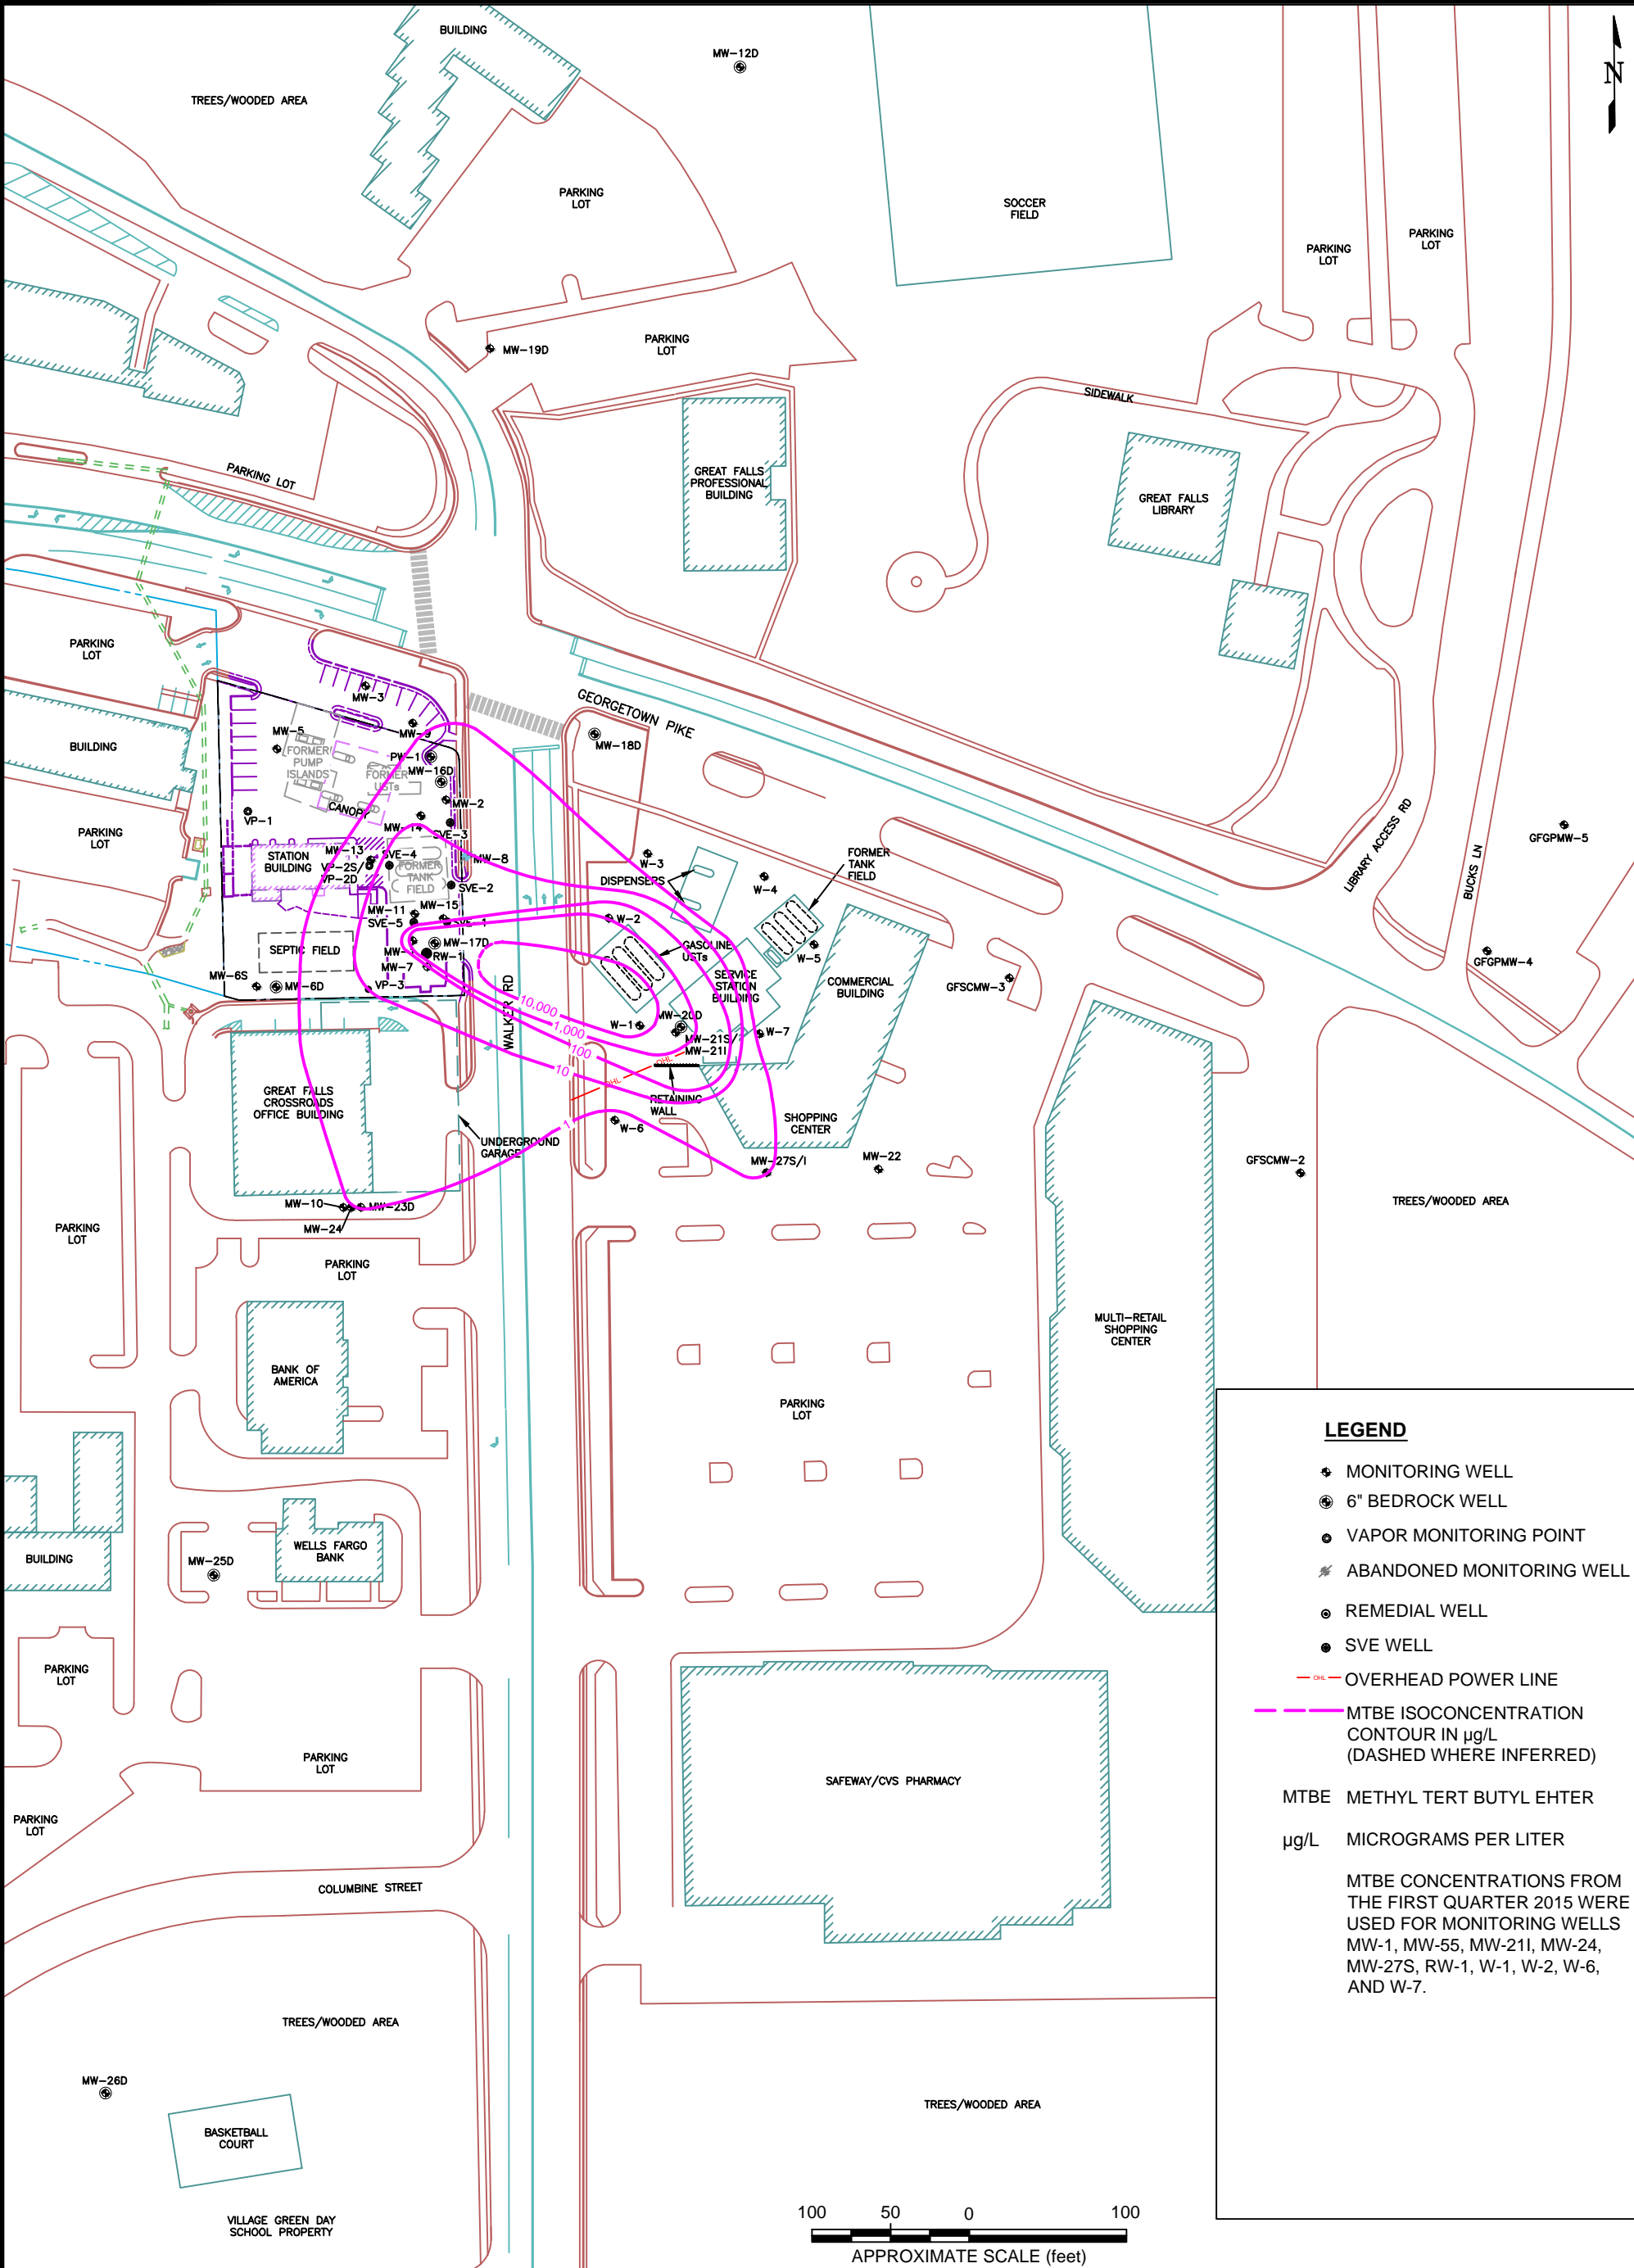 BUILDING
MW-12D
N
TREES/WOODED AREA
PARKING
LOT
SOCCER
FIELD
PARKING
LOT
PARKING
LOT
MW-19D
PARKING
LOT
SIDEWALK
PARKING LOT
GREAT FALLS
PROFESSIONAL
BUILDING
GREAT FALLS
LIBRARY
PARKING
LOT
MW-3
GEORGETOWN PIKE
MW-9
MW-5
MW-18D
BUILDING
FORMER
PUMP
ISLANDS
PW-1
MW-16D
FORMER
USTs
MW-2
CANOPY
VP-1
MW-14
SVE-3
PARKING
LOT
LIBRARY ACCESS RD
BUCKS LN
GFGPMW-5
STATION
BUILDING
MW-13
SVE-4
VP-2S/
VP-2D
FORMER
TANK
FIELD
MW-8
SVE-2
W-3
DISPENSERS
W-4
FORMER
TANK
FIELD
MW-11
MW-15
SVE-5
SVE-1
W-2
MW-17D
RW-1
MW-7
VP-3
SEPTIC FIELD
MW-6S
MW-6D
GASOLINE
USTs
W-5
SERVICE
STATION
BUILDING
COMMERCIAL
BUILDING
GFSCMW-3
GFGPMW-4
WALKER RD
10,000
1,000
100
10
1
W-1
MW-20D
MW-21S/
MW-21I
W-7
OHL
OHL
RETAINING
WALL
W-6
SHOPPING
CENTER
GREAT FALLS
CROSSROADS
OFFICE BUILDING
UNDERGROUND
GARAGE
MW-27S/I
MW-22
GFSCMW-2
TREES/WOODED AREA
MW-10
MW-23D
MW-24
PARKING
LOT
PARKING
LOT
MULTI-RETAIL
SHOPPING
CENTER
BANK OF
AMERICA
PARKING
LOT
BUILDING
MW-25D
WELLS FARGO
BANK
PARKING
LOT
PARKING
LOT
PARKING
LOT
SAFEWAY/CVS PHARMACY
COLUMBINE STREET
TREES/WOODED AREA
MW-26D
BASKETBALL
COURT
TREES/WOODED AREA
VILLAGE GREEN DAY
SCHOOL PROPERTY
LEGEND
MONITORING WELL
6" BEDROCK WELL
VAPOR MONITORING POINT
ABANDONED MONITORING WELL
REMEDIAL WELL
SVE WELL
OHL OVERHEAD POWER LINE
MTBE ISOCONCENTRATION
CONTOUR IN µg/L
(DASHED WHERE INFERRED)
MTBE METHYL TERT BUTYL EHTER
µg/L MICROGRAMS PER LITER
MTBE CONCENTRATIONS FROM
THE FIRST QUARTER 2015 WERE
USED FOR MONITORING WELLS
MW-1, MW-55, MW-21I, MW-24,
MW-27S, RW-1, W-1, W-2, W-6,
AND W-7.
100 50 0 100
APPROXIMATE SCALE (feet)